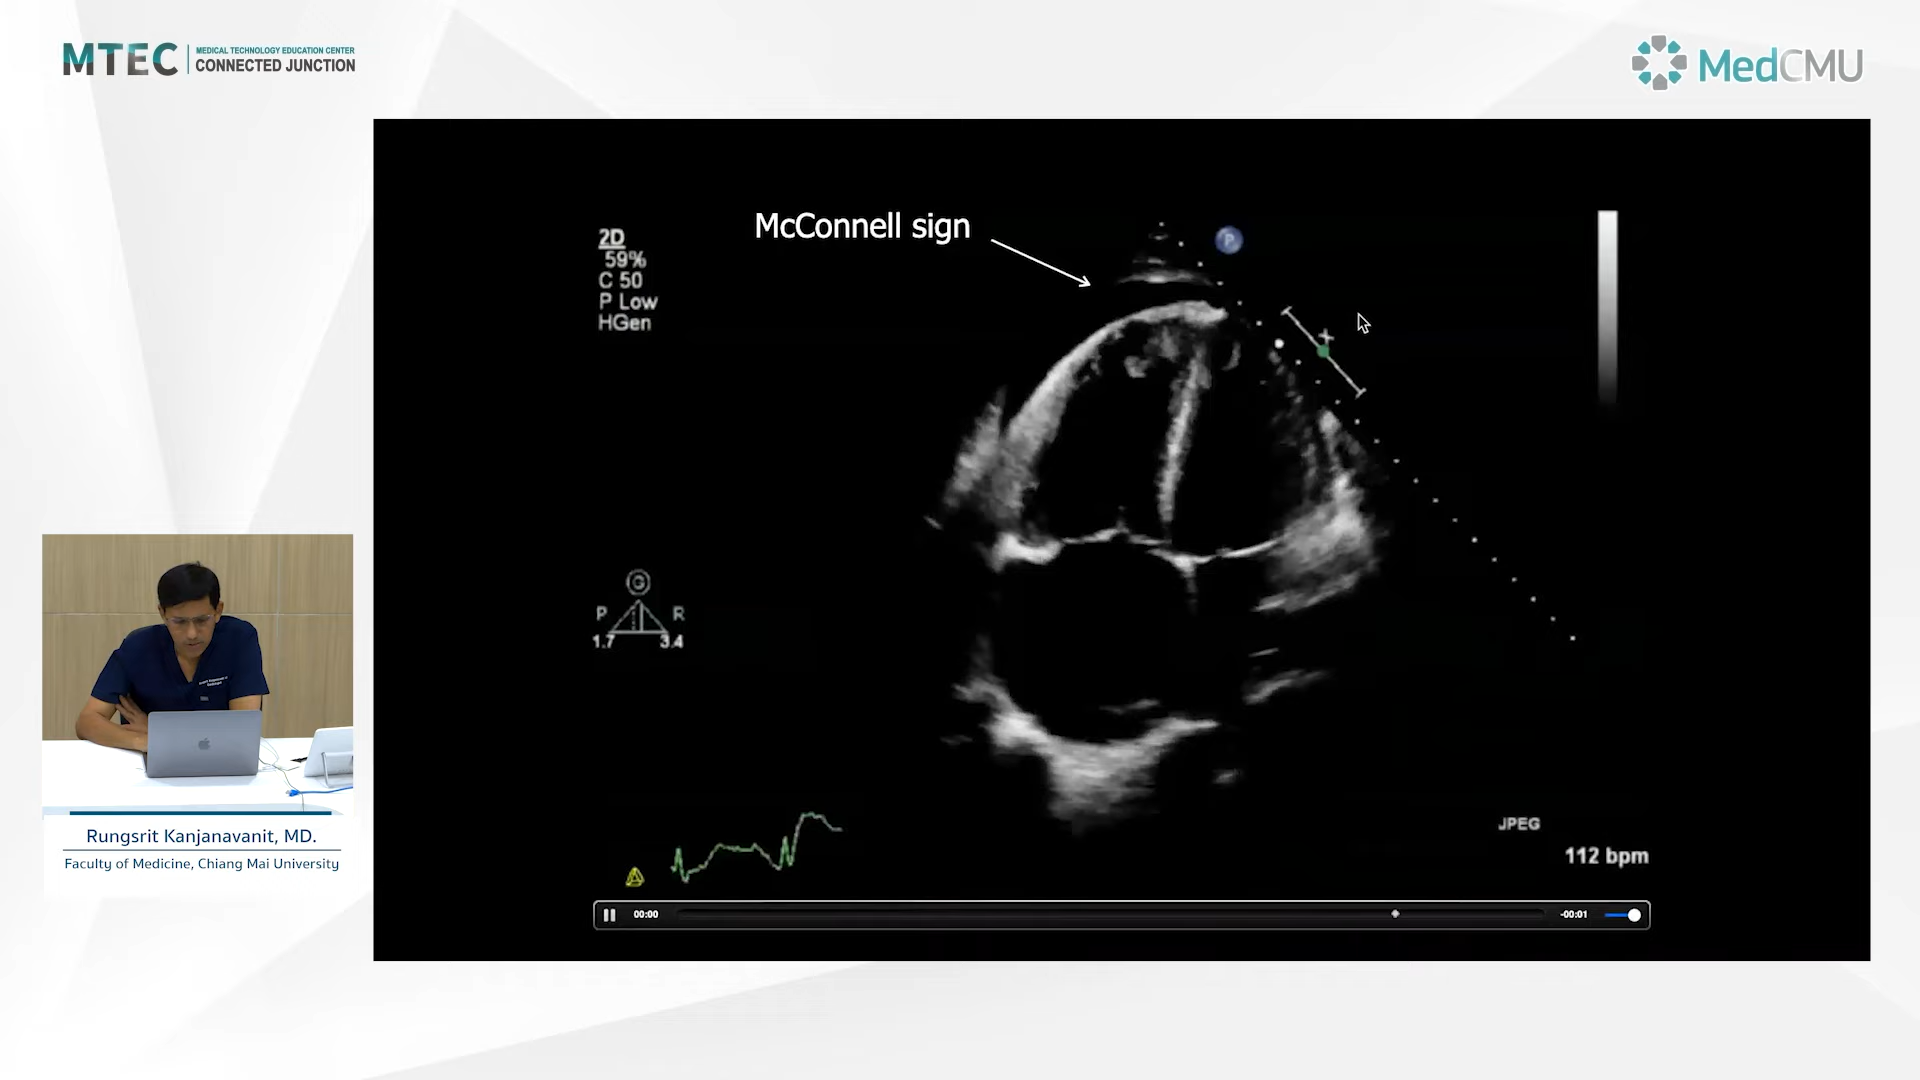 MTEC
MEDICAL TECHNOLOGY EDUCATION CENTER
CONNECTED JUNCTION
MedCMU
McConnell sign
P
2D
59%
C 50
P Low
HGen
G
P R
1.7 3.4
JPEG
112 bpm
00:00
-00:01
Rungsrit Kanjanavanit, MD.
Faculty of Medicine, Chiang Mai University